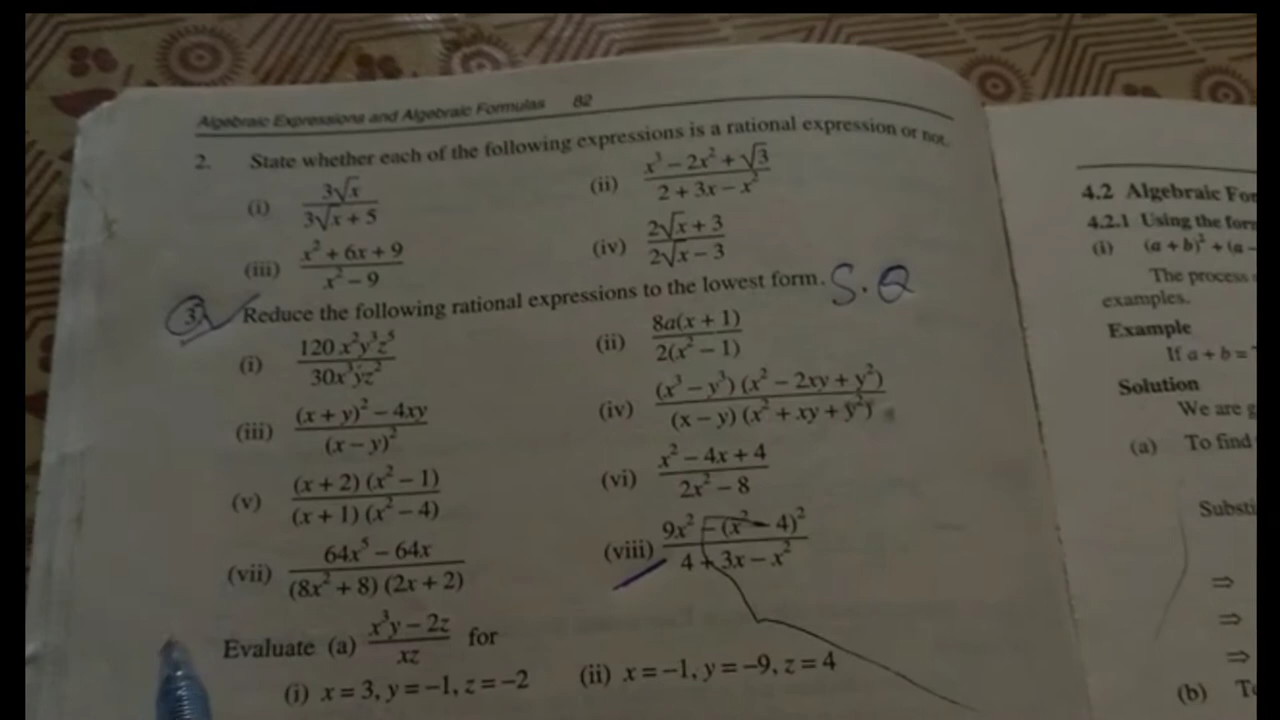 Algebraic Expressions and Algebraic Formulas 82
2. State whether each of the following expressions is a rational expression or not.
(i) 3√x / 3√x + 5 (ii) x³ – 2x² + √3 / 2 + 3x – x²
(iii) x² + 6x + 9 / x² – 9 (iv) 2√x + 3 / 2√x – 3
3. Reduce the following rational expressions to the lowest form. S.Q
(i) 120 x²y³z⁵ / 30x³yz² (ii) 8a(x + 1) / 2(x² – 1)
(iii) (x + y)² – 4xy / (x – y)² (iv) (x³ – y³) (x² – 2xy + y²) / (x – y) (x² + xy + y²)
(v) (x + 2) (x² – 1) / (x + 1) (x² – 4) (vi) x² – 4x + 4 / 2x² – 8
(vii) 64x⁵ – 64x / (8x² + 8) (2x + 2) (viii) 9x² – (x² – 4)² / 4 + 3x – x²
Evaluate (a) x³y – 2z / xz for
(i) x = 3, y = –1, z = –2 (ii) x = –1, y = –9, z = 4
4.2 Algebraic
4.2.1 Using the
(i) (a + b)² + (a –
The process
examples.
Example
If a + b =
Solution
We are
(a) To find
⇒
⇒
⇒
(b)